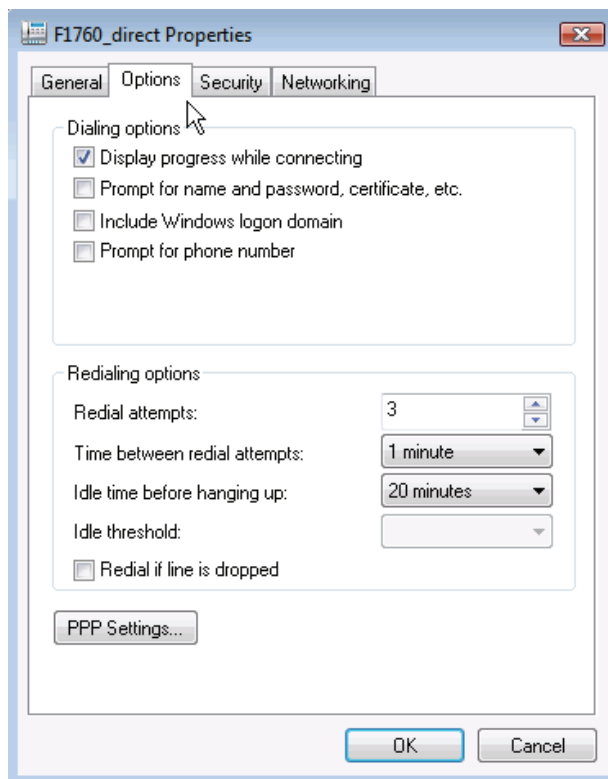 F1760_direct Properties
General Options Security Networking
Dialing options
Display progress while connecting
Prompt for name and password, certificate, etc.
Include Windows logon domain
Prompt for phone number
Redialing options
Redial attempts: 3
Time between redial attempts: 1 minute
Idle time before hanging up: 20 minutes
Idle threshold:
Redial if line is dropped
PPP Settings...
OK Cancel